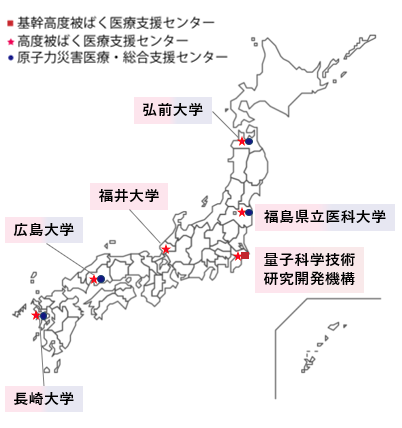 基幹高度被ばく医療支援センター
高度被ばく医療支援センター
原子力災害医療・総合支援センター
弘前大学
福井大学
広島大学
福島県立医科大学
量子科学技術
研究開発機構
長崎大学